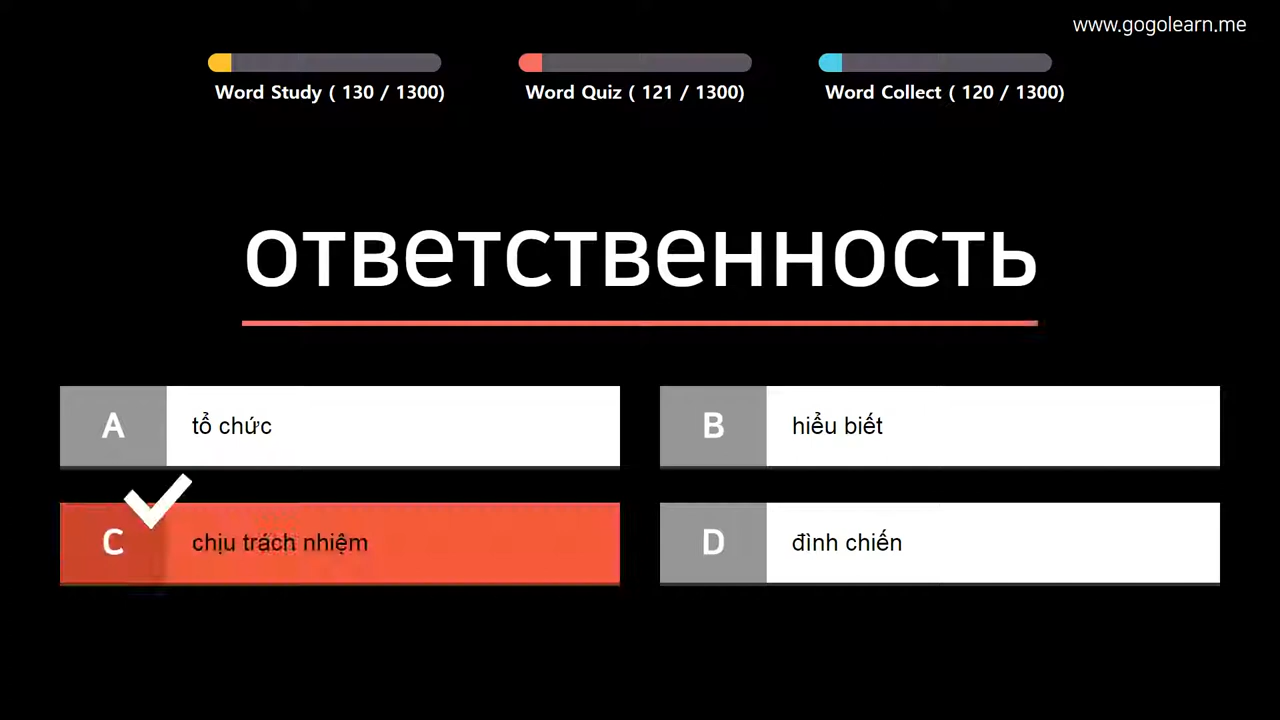 www.gogolearn.me
Word Study ( 130 / 1300)
Word Quiz ( 121 / 1300)
Word Collect ( 120 / 1300)
ответственность
A tổ chức
B hiểu biết
C chịu trách nhiệm
D đình chiến